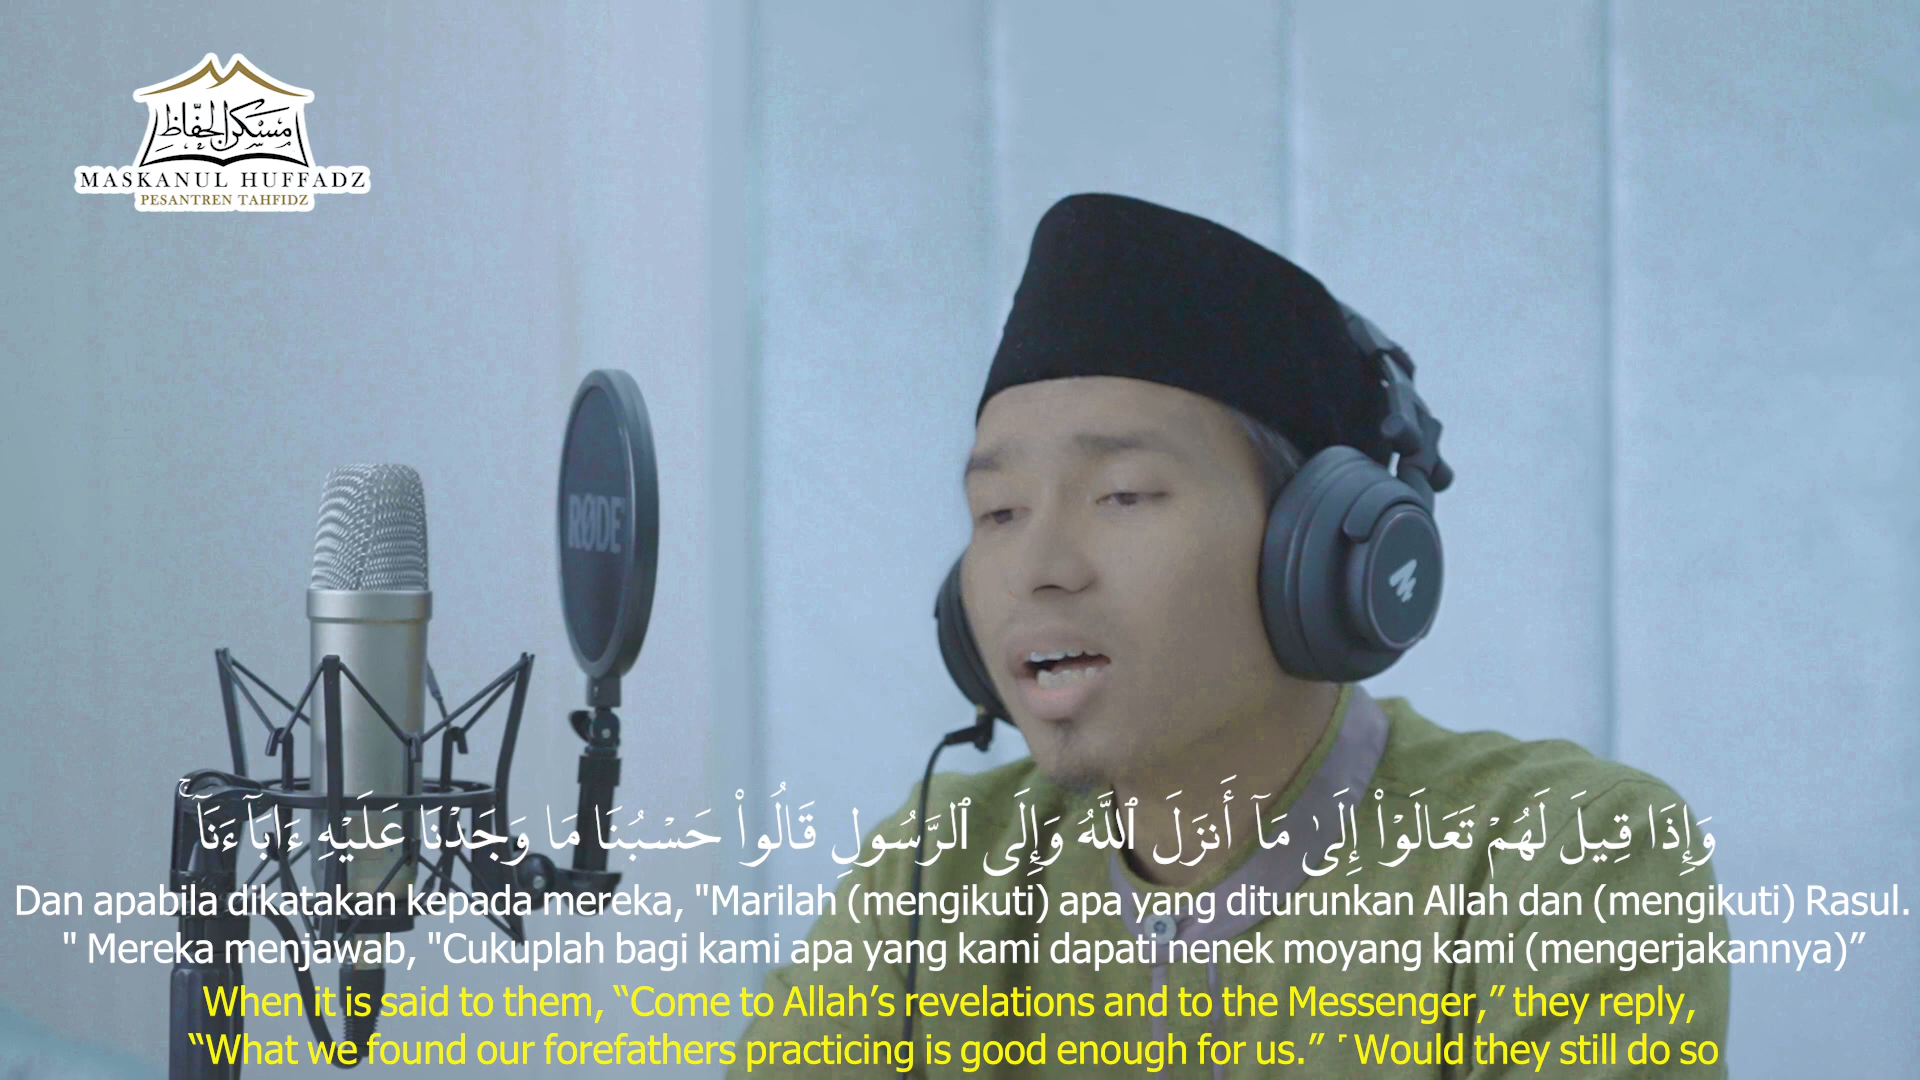 مسكن الحفاظ
MASKANUL HUFFADZ
PESANTREN TAHFIDZ
RØDE
وَإِذَا قِيلَ لَهُمْ تَعَالَوْا۟ إِلَىٰ مَآ أَنزَلَ ٱللَّهُ وَإِلَى ٱلرَّسُولِ قَالُوا۟ حَسْبُنَا مَا وَجَدْنَا عَلَيْهِ ءَابَآءَنَآ ۚ
Dan apabila dikatakan kepada mereka, "Marilah (mengikuti) apa yang diturunkan Allah dan (mengikuti) Rasul.
" Mereka menjawab, "Cukuplah bagi kami apa yang kami dapati nenek moyang kami (mengerjakannya)”
When it is said to them, “Come to Allah’s revelations and to the Messenger,” they reply,
“What we found our forefathers practicing is good enough for us.” ˹Would they still do so